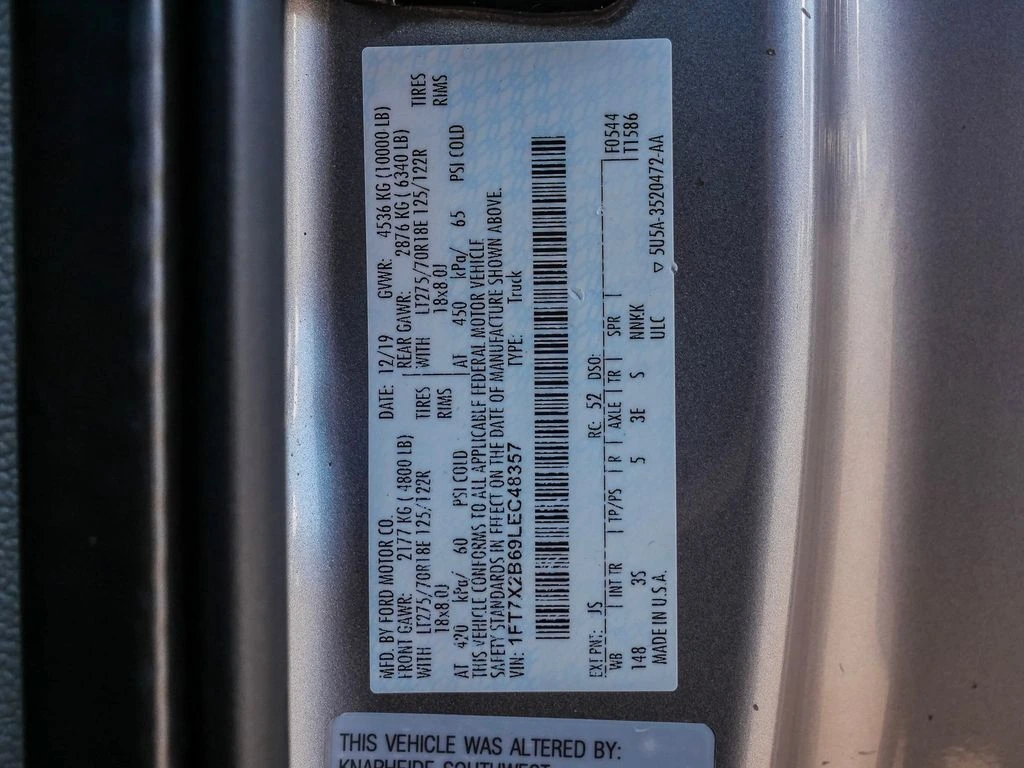 MFD. BY FORD MOTOR CO. DATE: 12/19 GVWR: 4536 KG (10000 LB)
FRONT GAWR: 2177 KG ( 4800 LB) REAR GAWR: 2876 KG ( 6340 LB)
WITH LT275/70R18E 125/122R TIRES WITH LT275/70R18E 125/122R TIRES
18x8.0J RIMS 18x8.0J RIMS
AT 420 kPa/ 60 PSI COLD AT 450 kPa/ 65 PSI COLD
THIS VEHICLE CONFORMS TO ALL APPLICABLE FEDERAL MOTOR VEHICLE
SAFETY STANDARDS IN EFFECT ON THE DATE OF MANUFACTURE SHOWN ABOVE.
VIN: 1FT7X2B69LEC48357 TYPE: Truck
EXT PNT: JS RC: 52 DSO:
WB INT TR TP/PS R AXLE TR SPR F0544
148 3S 5 3E S NNKK T1586
MADE IN U.S.A. ULC ▽ 5U5A-3520472-AA
THIS VEHICLE WAS ALTERED BY:
KNAPHEIDE SOUTHWEST